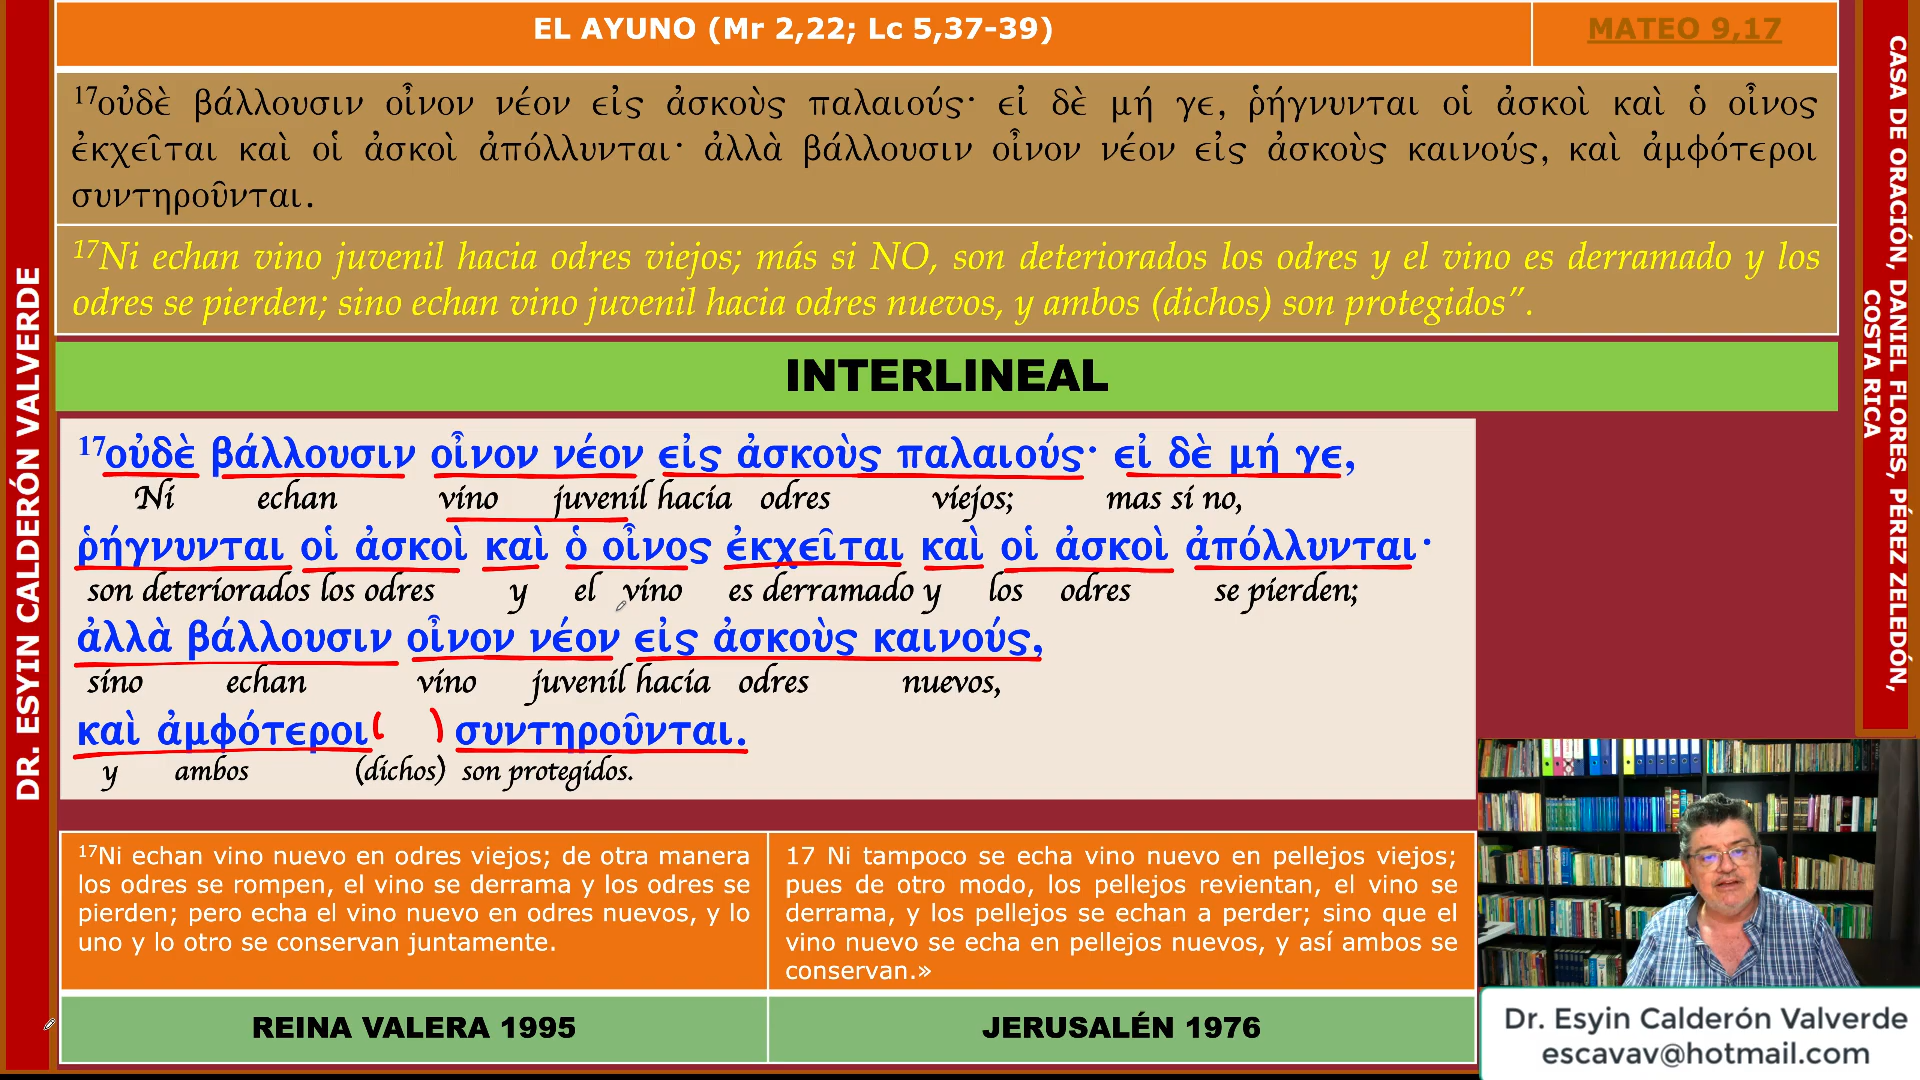 EL AYUNO (Mr 2,22; Lc 5,37-39)
MATEO 9,17
¹⁷οὐδὲ βάλλουσιν οἶνον νέον εἰς ἀσκοὺς παλαιούς· εἰ δὲ μή γε, ῥήγνυνται οἱ ἀσκοὶ καὶ ὁ οἶνος
ἐκχεῖται καὶ οἱ ἀσκοὶ ἀπόλλυνται· ἀλλὰ βάλλουσιν οἶνον νέον εἰς ἀσκοὺς καινούς, καὶ ἀμφότεροι
συντηροῦνται.
¹⁷Ni echan vino juvenil hacia odres viejos; más si NO, son deteriorados los odres y el vino es derramado y los
odres se pierden; sino echan vino juvenil hacia odres nuevos, y ambos (dichos) son protegidos”.
INTERLINEAL
¹⁷οὐδὲ βάλλουσιν οἶνον νέον εἰς ἀσκοὺς παλαιούς· εἰ δὲ μή γε,
Ni echan vino juvenil hacia odres viejos; mas si no,
ῥήγνυνται οἱ ἀσκοὶ καὶ ὁ οἶνος ἐκχεῖται καὶ οἱ ἀσκοὶ ἀπόλλυνται·
son deteriorados los odres y el vino es derramado y los odres se pierden;
ἀλλὰ βάλλουσιν οἶνον νέον εἰς ἀσκοὺς καινούς,
sino echan vino juvenil hacia odres nuevos,
καὶ ἀμφότεροι ( ) συντηροῦνται.
y ambos (dichos) son protegidos.
¹⁷Ni echan vino nuevo en odres viejos; de otra manera
los odres se rompen, el vino se derrama y los odres se
pierden; pero echa el vino nuevo en odres nuevos, y lo
uno y lo otro se conservan juntamente.
REINA VALERA 1995
17 Ni tampoco se echa vino nuevo en pellejos viejos;
pues de otro modo, los pellejos revientan, el vino se
derrama, y los pellejos se echan a perder; sino que el
vino nuevo se echa en pellejos nuevos, y así ambos se
conservan.»
JERUSALÉN 1976
DR. ESYIN CALDERÓN VALVERDE
CASA DE ORACIÓN, DANIEL FLORES, PÉREZ ZELEDÓN,
COSTA RICA
Dr. Esyin Calderón Valverde
escavav@hotmail.com